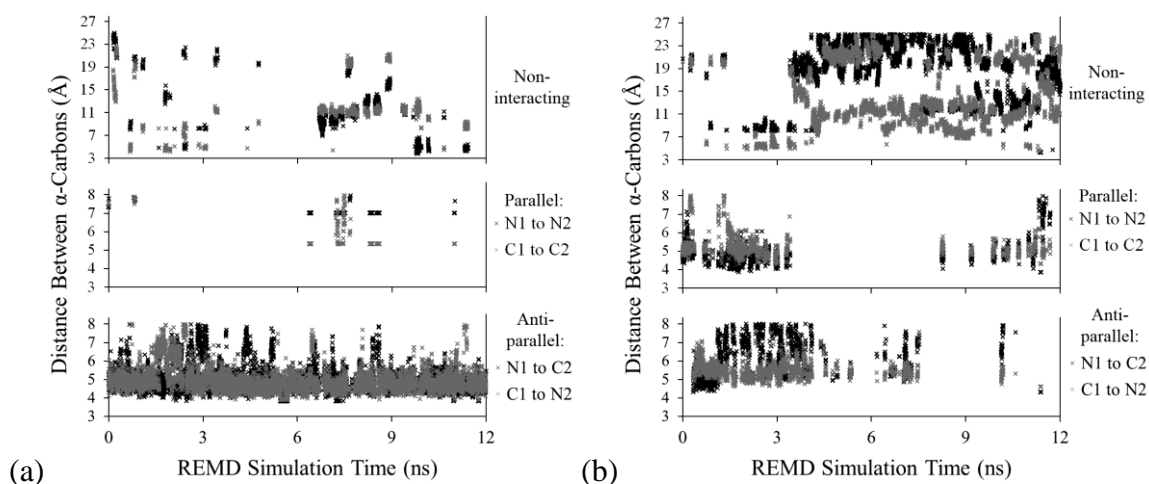 27
23
19
15
11
7
3
Non-
interacting
8
7
6
5
4
3
Parallel:
× N1 to N2
× C1 to C2
8
7
6
5
4
3
Anti-
parallel:
× N1 to C2
× C1 to N2
0 3 6 9 12
Distance Between α-Carbons (Å)
REMD Simulation Time (ns)
(a)
27
23
19
15
11
7
3
Non-
interacting
8
7
6
5
4
3
Parallel:
× N1 to N2
× C1 to C2
8
7
6
5
4
3
Anti-
parallel:
× N1 to C2
× C1 to N2
0 3 6 9 12
Distance Between α-Carbons (Å)
REMD Simulation Time (ns)
(b)